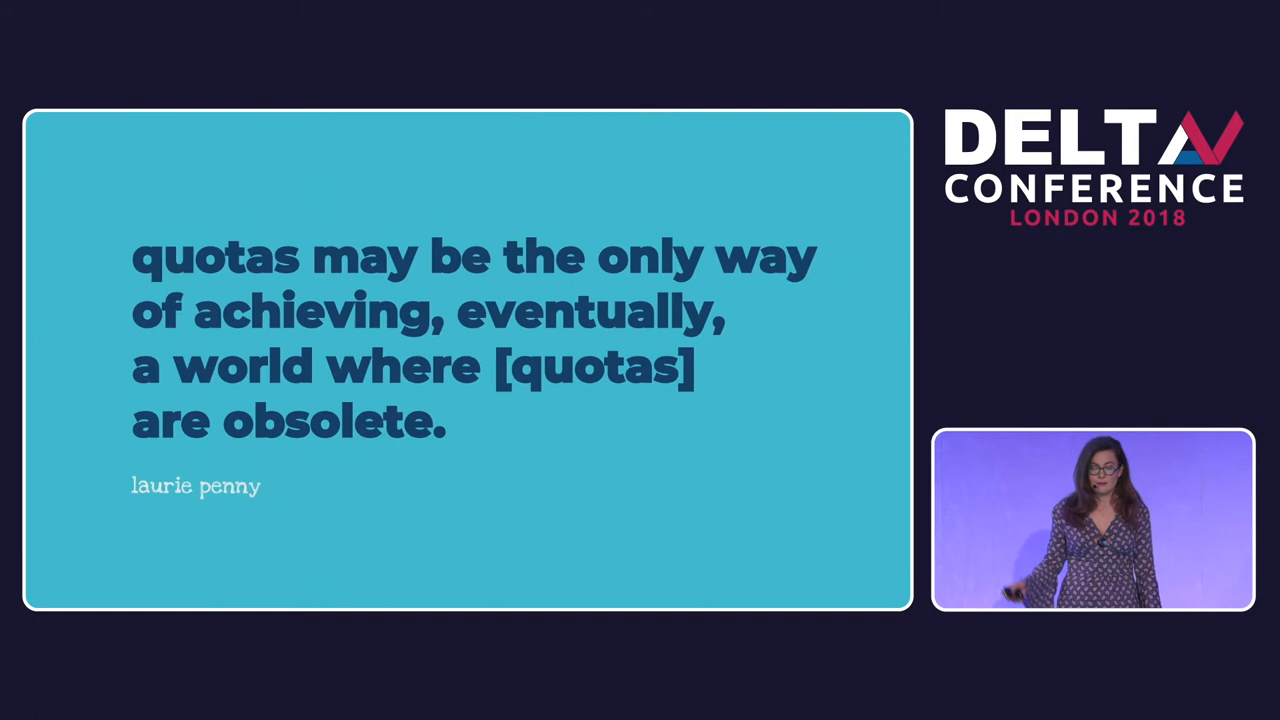 quotas may be the only way
of achieving, eventually,
a world where [quotas]
are obsolete.
laurie penny
DELTA V
CONFERENCE
LONDON 2018